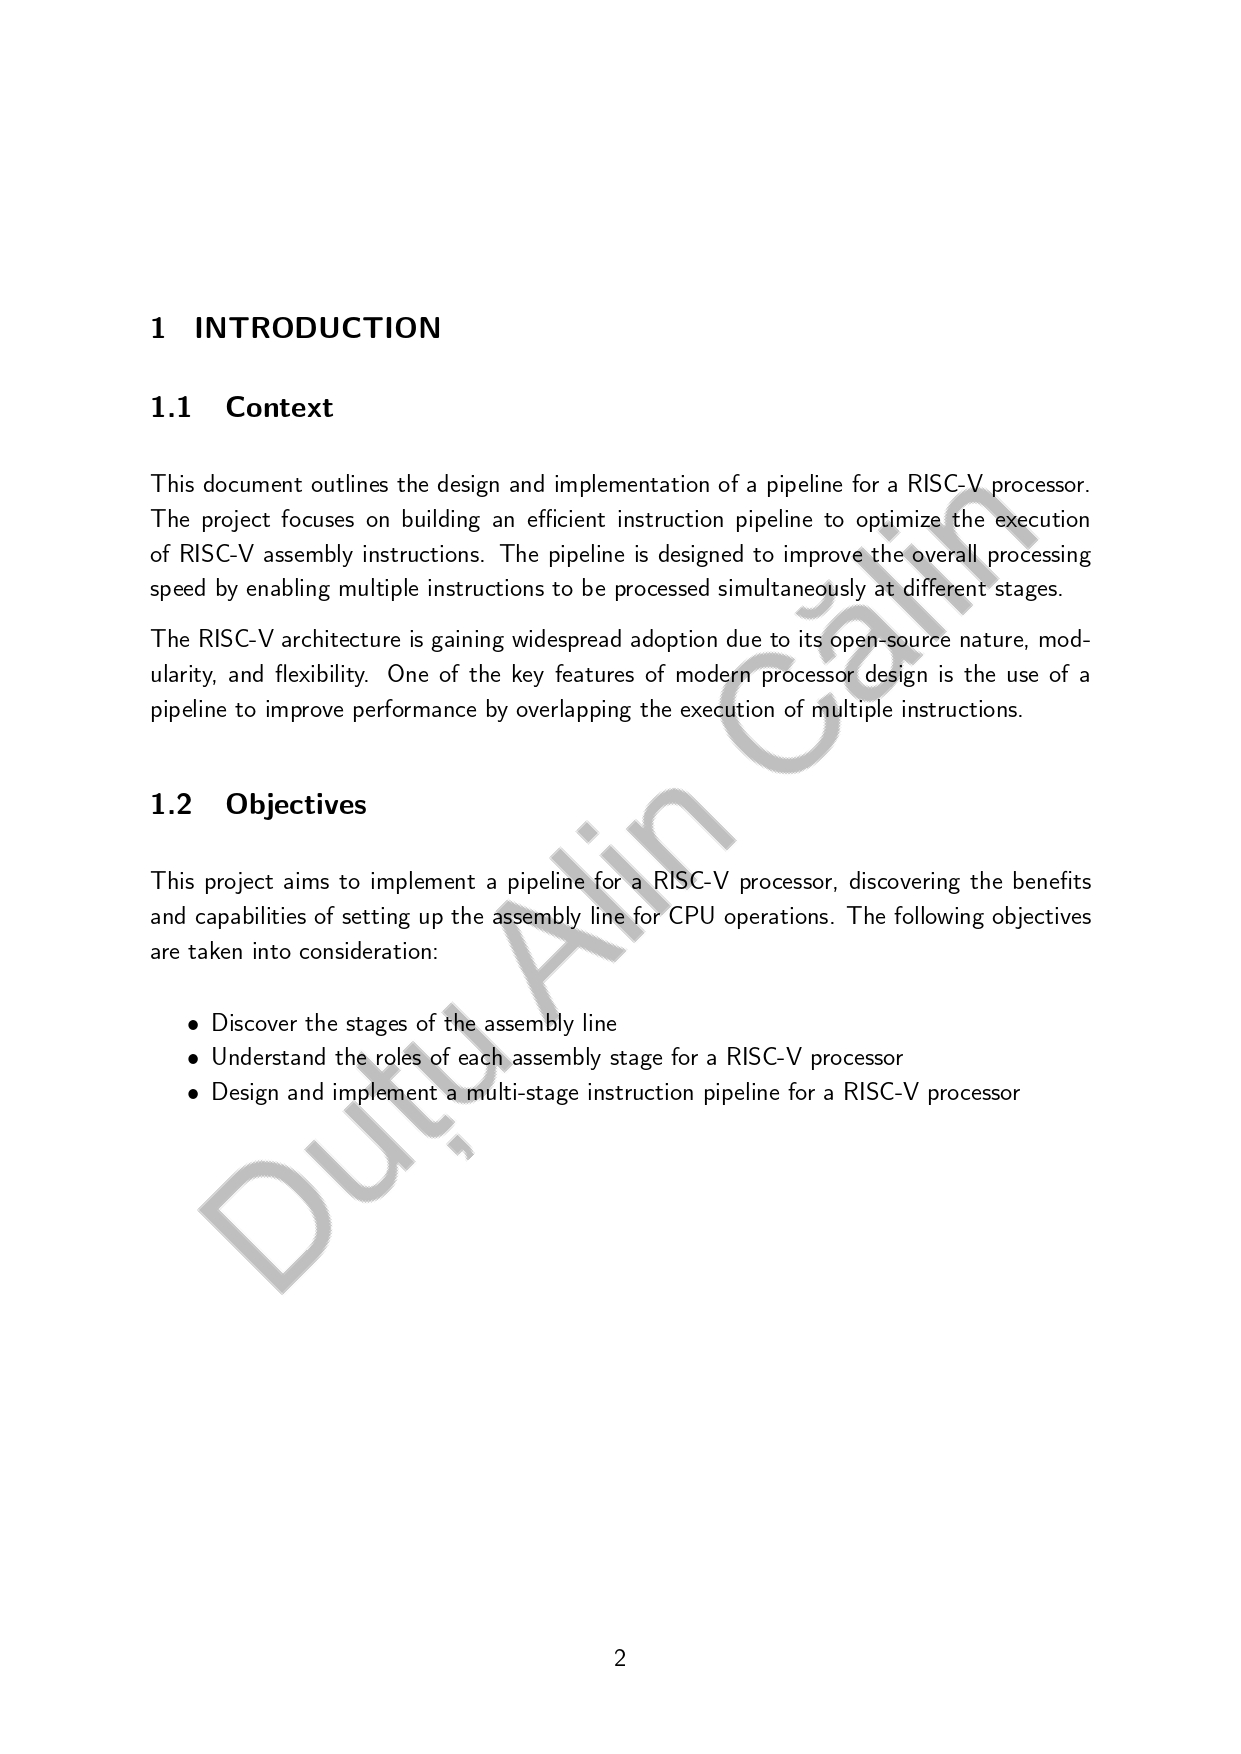 1 INTRODUCTION
1.1 Context
This document outlines the design and implementation of a pipeline for a RISC-V processor.
The project focuses on building an efficient instruction pipeline to optimize the execution
of RISC-V assembly instructions. The pipeline is designed to improve the overall processing
speed by enabling multiple instructions to be processed simultaneously at different stages.
The RISC-V architecture is gaining widespread adoption due to its open-source nature, mod-
ularity, and flexibility. One of the key features of modern processor design is the use of a
pipeline to improve performance by overlapping the execution of multiple instructions.
1.2 Objectives
This project aims to implement a pipeline for a RISC-V processor, discovering the benefits
and capabilities of setting up the assembly line for CPU operations. The following objectives
are taken into consideration:
• Discover the stages of the assembly line
• Understand the roles of each assembly stage for a RISC-V processor
• Design and implement a multi-stage instruction pipeline for a RISC-V processor
Duțu Alin Călin
2